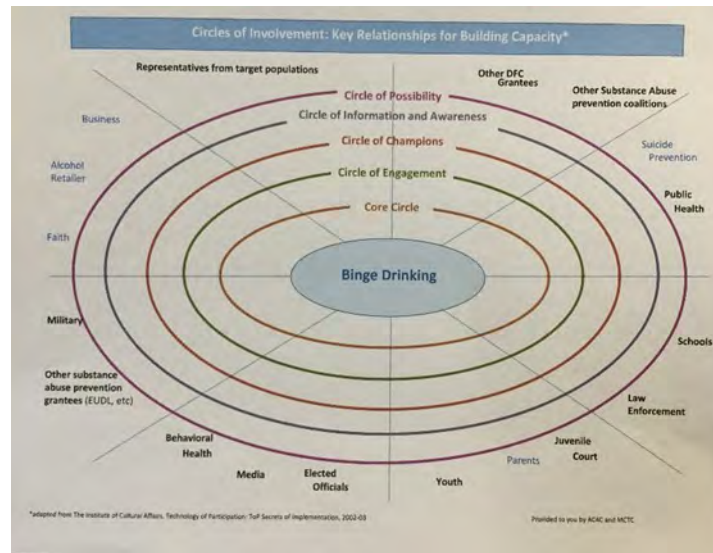 Circles of Involvement: Key Relationships for Building Capacity*
Representatives from target populations
Other DFC
Grantees
Other Substance Abuse
prevention coalitions
Circle of Possibility
Business
Circle of Information and Awareness
Suicide
Prevention
Circle of Champions
Alcohol
Retailer
Circle of Engagement
Public
Health
Core Circle
Faith
Binge Drinking
Military
Schools
Other substance
abuse prevention
grantees (EUDL, etc)
Law
Enforcement
Behavioral
Health
Juvenile
Court
Media
Elected
Officials
Parents
Youth
*adapted from The Institute of Cultural Affairs, Technology of Participation: ToP Secrets of Implementation, 2002-03
Provided to you by ACAC and MCTC